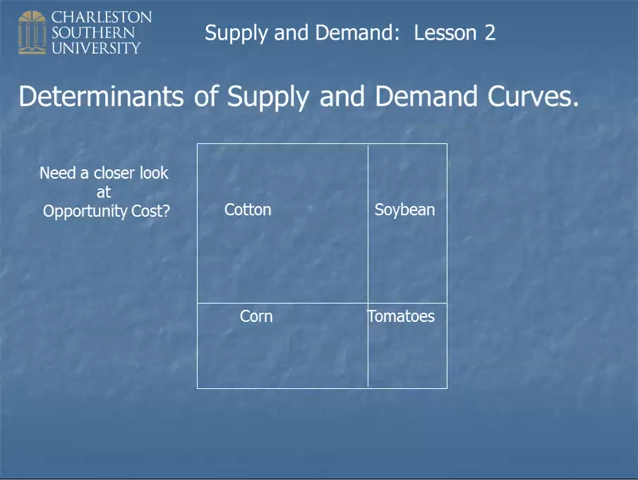 CHARLESTON
SOUTHERN
UNIVERSITY
Supply and Demand: Lesson 2
Determinants of Supply and Demand Curves.
Need a closer look
at
Opportunity Cost?
Cotton
Soybean
Corn
Tomatoes